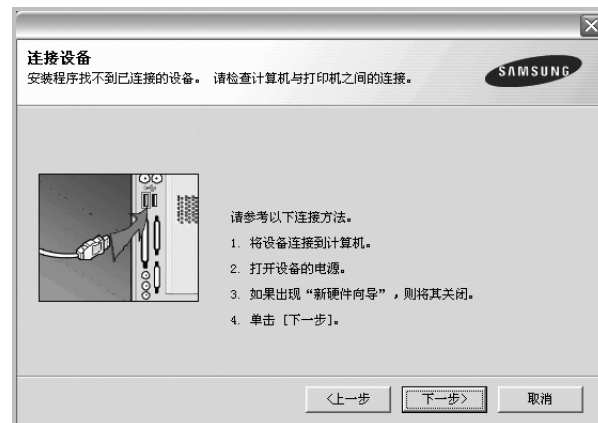 连接设备
安装程序找不到已连接的设备。 请检查计算机与打印机之间的连接。
SAMSUNG
请参考以下连接方法。
1. 将设备连接到计算机。
2. 打开设备的电源。
3. 如果出现“新硬件向导”,则将其关闭。
4. 单击 [下一步]。
<上一步
下一步>
取消